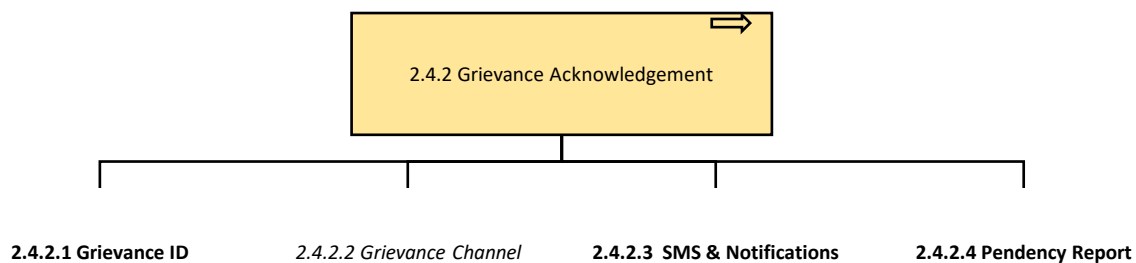 2.4.2 Grievance Acknowledgement
2.4.2.1 Grievance ID
2.4.2.2 Grievance Channel
2.4.2.3 SMS & Notifications
2.4.2.4 Pendency Report